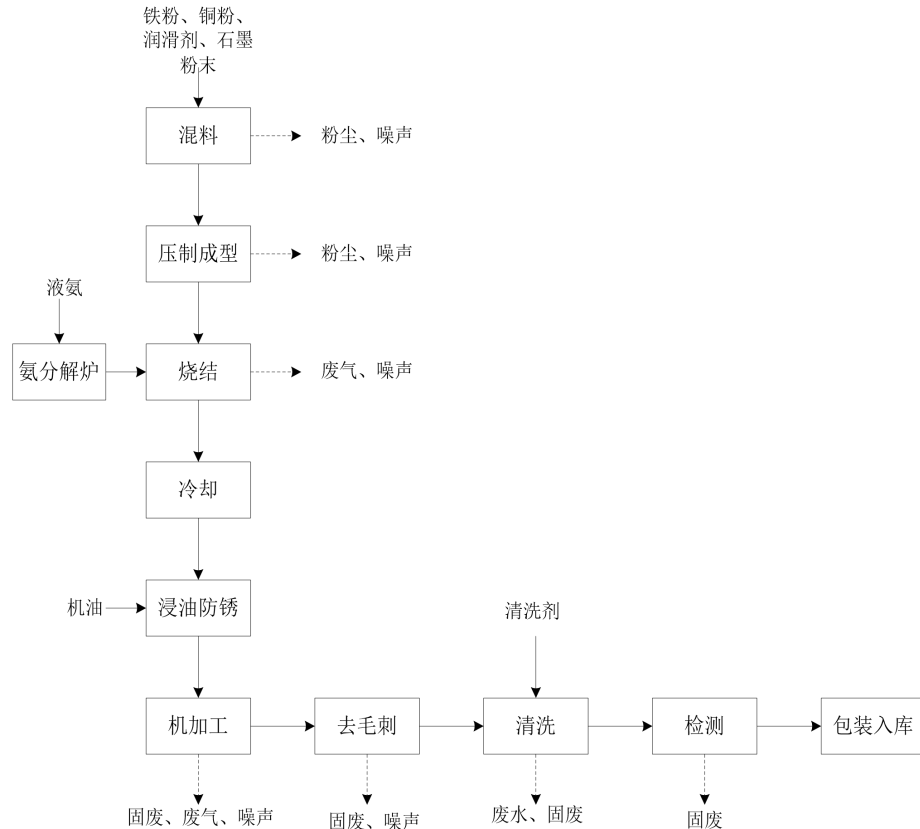 铁粉、铜粉、
润滑剂、石墨
粉末
混料
粉尘、噪声
压制成型
粉尘、噪声
液氨
氨分解炉
烧结
废气、噪声
冷却
机油
浸油防锈
清洗剂
机加工
去毛刺
清洗
检测
包装入库
固废、废气、噪声
固废、噪声
废水、固废
固废